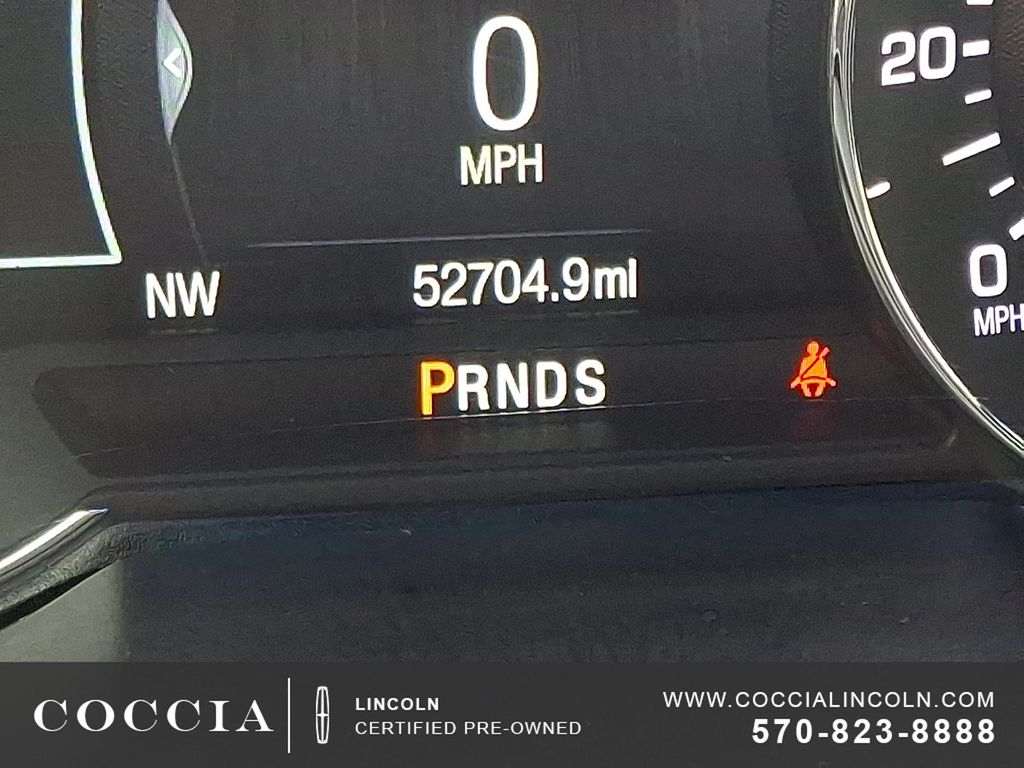 0
MPH
20
NW
52704.9mi
0
MPH
PRNDS
COCCIA
LINCOLN
CERTIFIED PRE-OWNED
WWW.COCCIALINCOLN.COM
570-823-8888